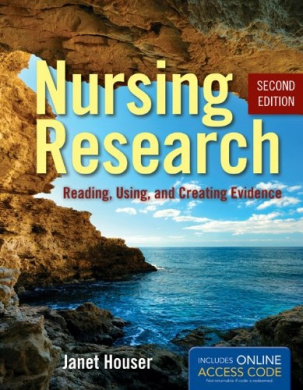 Nursing
SECOND
EDITION
Research
Reading, Using, and Creating Evidence
Janet Houser
INCLUDES ONLINE
ACCESS CODE